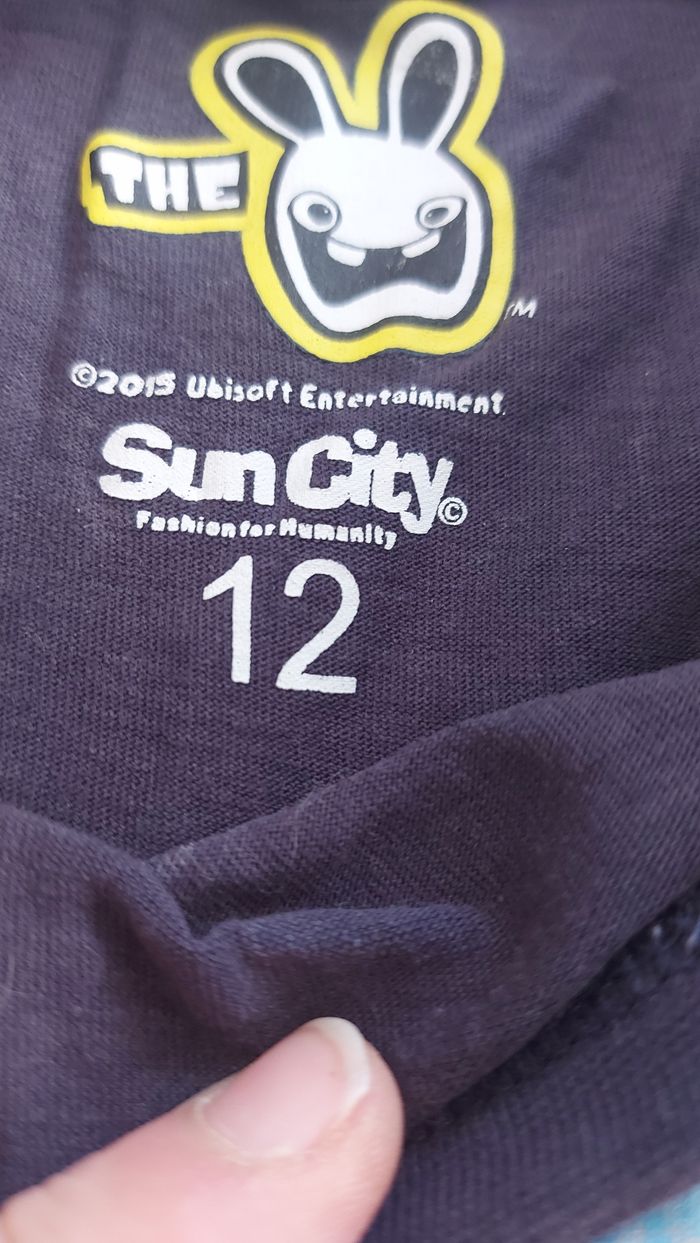 THE
TM
©2015 Ubisoft Entertainment.
Sun City©
Fashion for Humanity
12